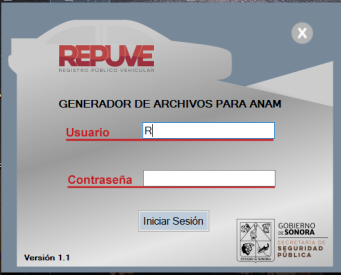 REPUVE
REGISTRO PÚBLICO VEHICULAR
GENERADOR DE ARCHIVOS PARA ANAM
Usuario R
Contraseña
Iniciar Sesión
GOBIERNO
DE SONORA
SECRETARÍA DE
SEGURIDAD
PÚBLICA
Versión 1.1